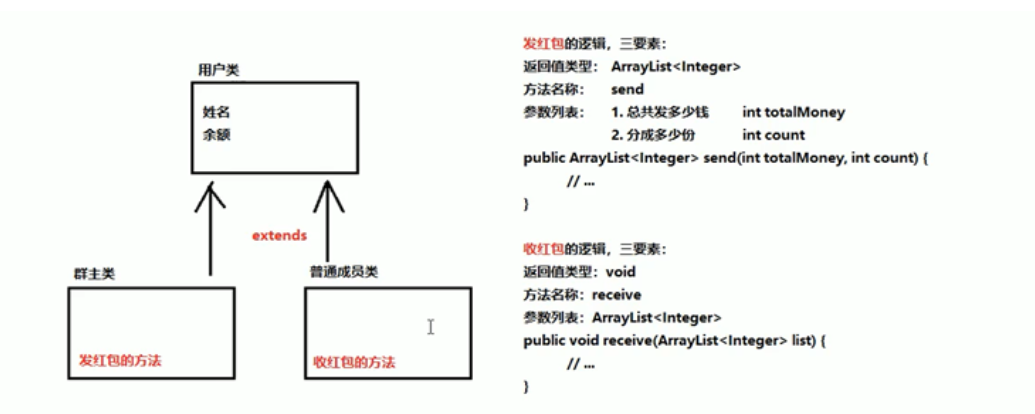 用户类
姓名
余额
extends
群主类
普通成员类
发红包的方法
收红包的方法
发红包的逻辑，三要素：
返回值类型： ArrayList<Integer>
方法名称： send
参数列表： 1. 总共发多少钱 int totalMoney
2. 分成多少份 int count
public ArrayList<Integer> send(int totalMoney, int count) {
// ...
}
收红包的逻辑，三要素：
返回值类型：void
方法名称：receive
参数列表：ArrayList<Integer>
public void receive(ArrayList<Integer> list) {
// ...
}